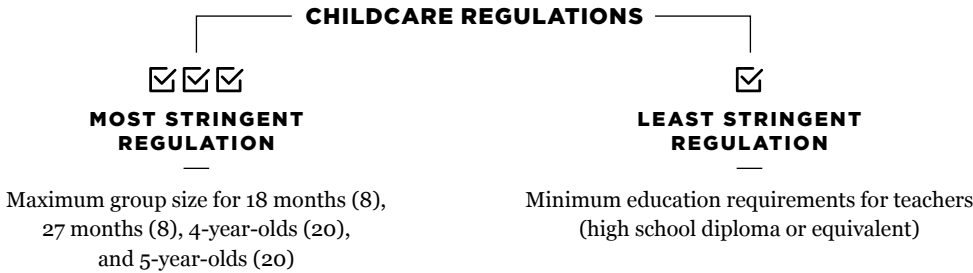 CHILDCARE REGULATIONS
MOST STRINGENT
REGULATION
Maximum group size for 18 months (8),
27 months (8), 4-year-olds (20),
and 5-year-olds (20)
LEAST STRINGENT
REGULATION
Minimum education requirements for teachers
(high school diploma or equivalent)